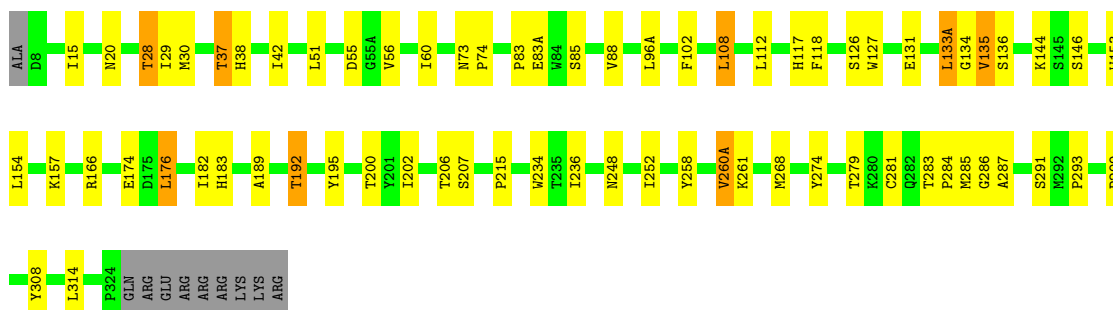 ALA D8 I15 N20 T28 I29 M30 T37 H38 I42 L51 D55 G55A V56 I60 N73 P74 P83 E83A W84 S85 V88 L96A F102 L108 L112 H117 F118 S126 W127 E131 L133A G134 V135 S136 K144 S145 S146
L154 K157 R166 E174 D175 L176 I182 H183 A189 T192 Y195 T200 Y201 I202 T206 S207 P215 W234 T235 I236 N248 I252 Y258 V260A K261 M268 Y274 T279 K280 C281 Q282 T283 P284 M285 G286 A287 S291 M292 P293
Y308 L314 P324 GLN ARG GLU ARG ARG ARG LYS LYS ARG